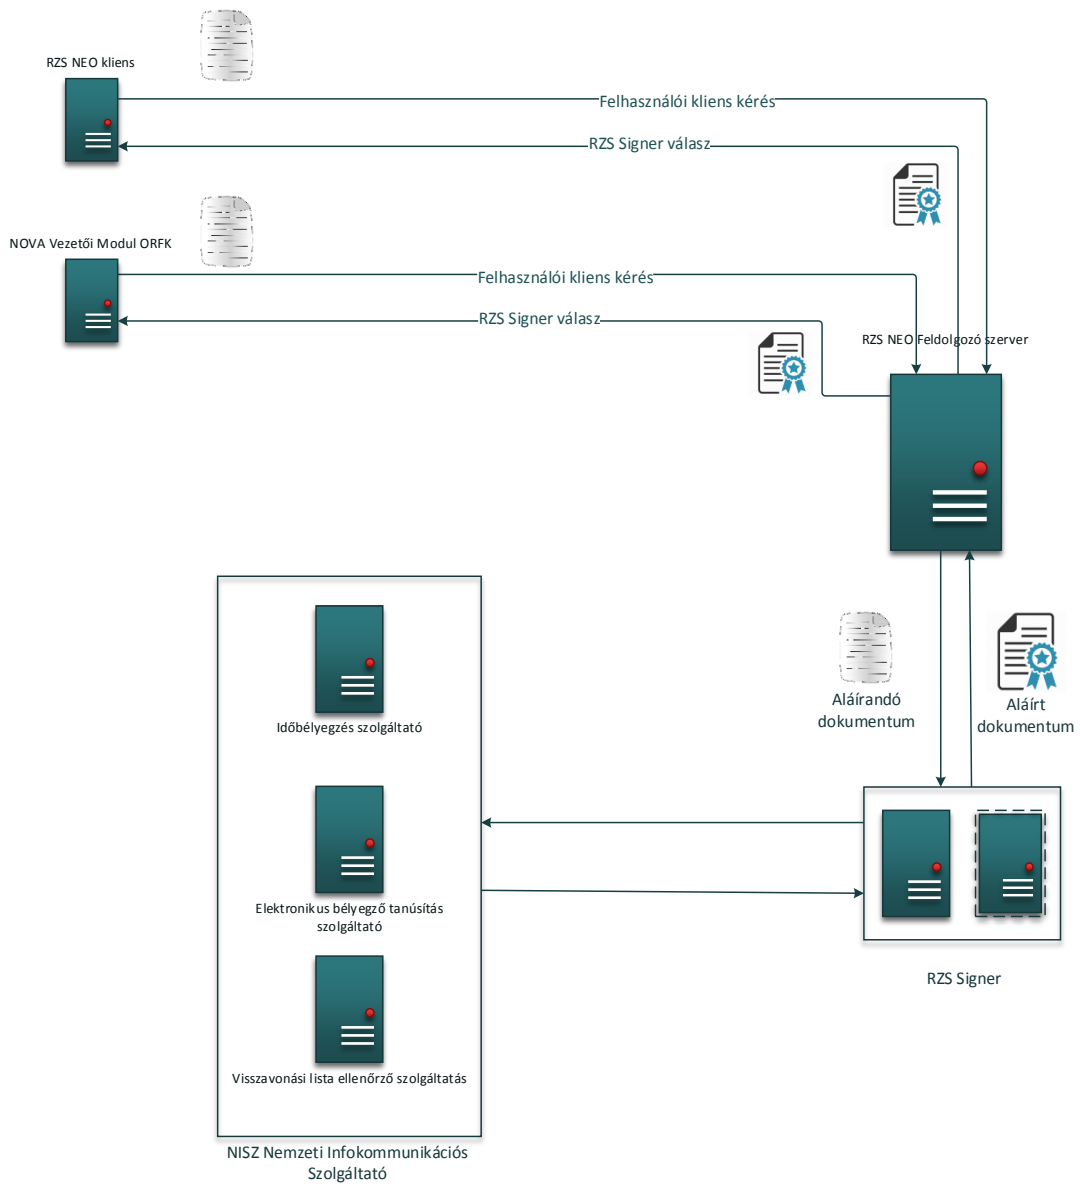 RZS NEO kliens
Felhasználói kliens kérés
RZS Signer válasz
NOVA Vezetői Modul ORFK
Felhasználói kliens kérés
RZS Signer válasz
RZS NEO Feldolgozó szerver
Aláírandó
dokumentum
Aláírt
dokumentum
Időbélyegzés szolgáltató
Elektronikus bélyegző tanúsítás
szolgáltató
Visszavonási lista ellenőrző szolgáltatás
RZS Signer
NISZ Nemzeti Infokommunikációs
Szolgáltató